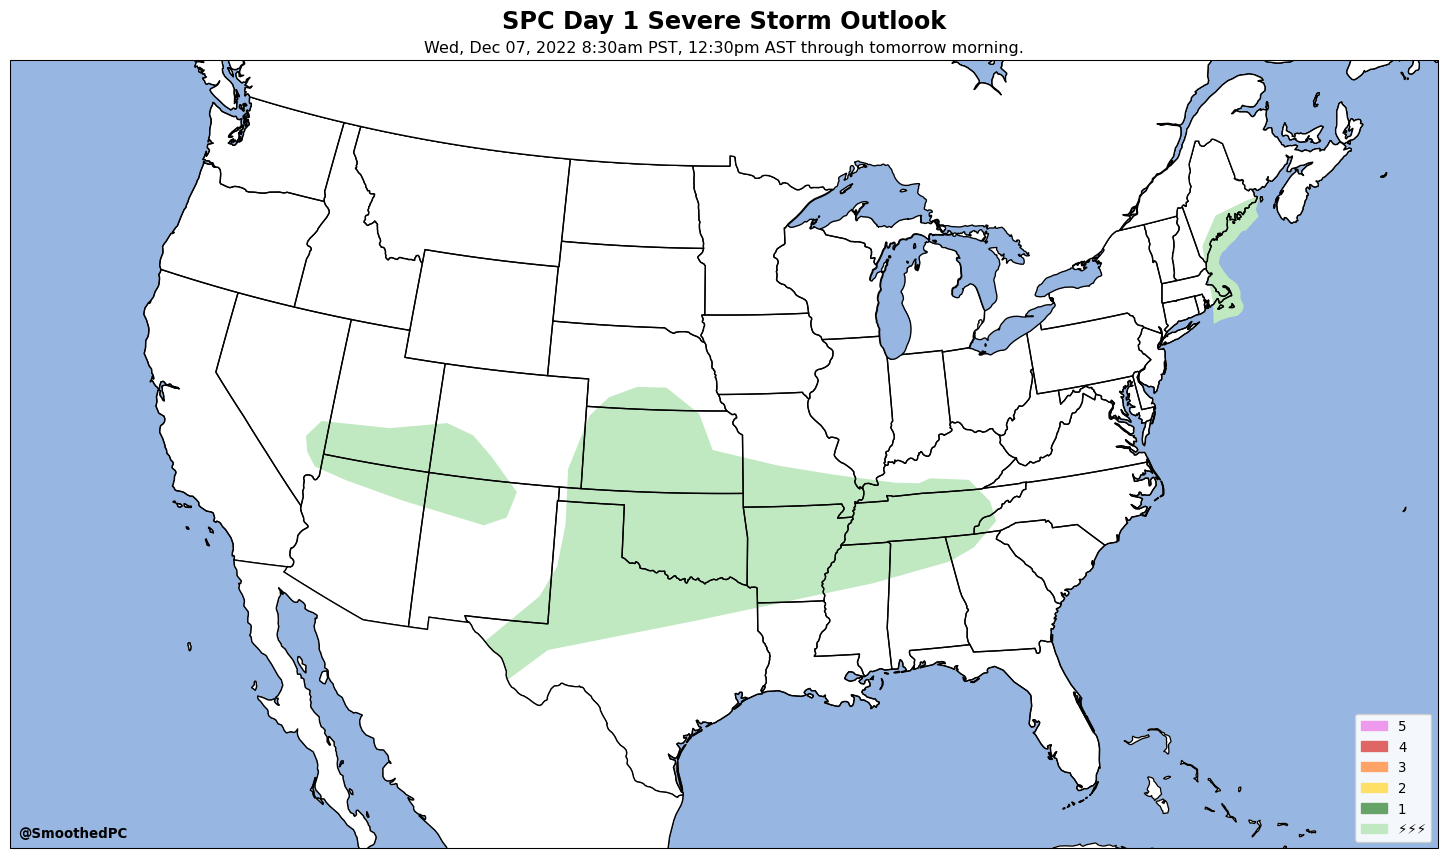 SPC Day 1 Severe Storm Outlook
Wed, Dec 07, 2022 8:30am PST, 12:30pm AST through tomorrow morning.
5
4
3
2
1
⚡⚡⚡
@SmoothedPC